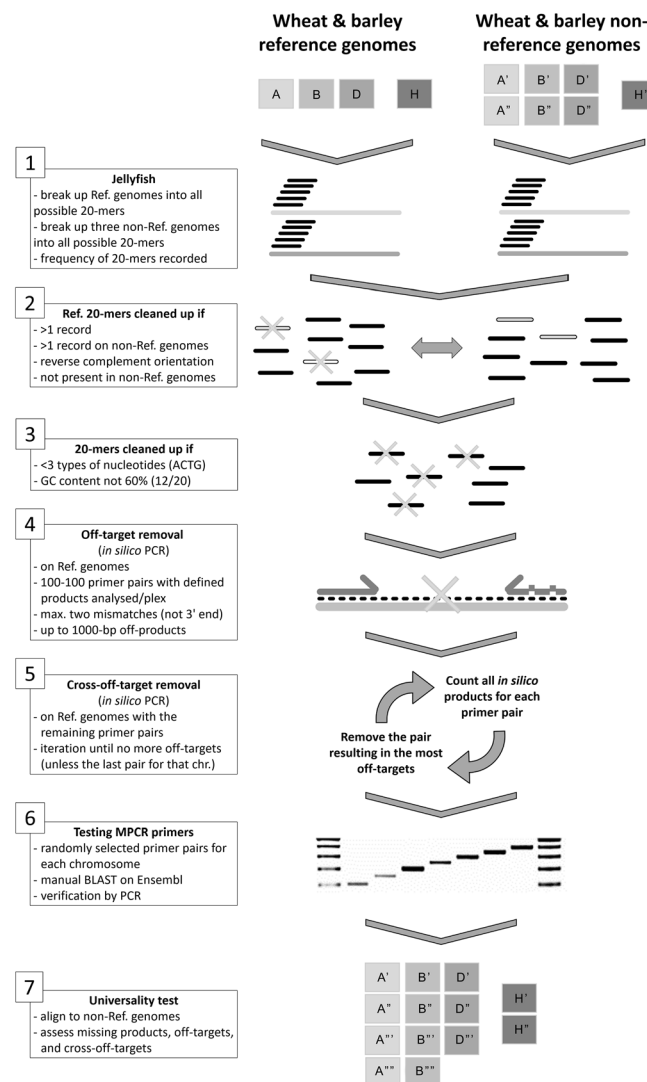 Wheat & barley
reference genomes
Wheat & barley non-
reference genomes
A B D H
A' B' D' H'
A" B" D"
1
Jellyfish
- break up Ref. genomes into all
possible 20-mers
- break up three non-Ref. genomes
into all possible 20-mers
- frequency of 20-mers recorded
2
Ref. 20-mers cleaned up if
- >1 record
- >1 record on non-Ref. genomes
- reverse complement orientation
- not present in non-Ref. genomes
3
20-mers cleaned up if
- <3 types of nucleotides (ACTG)
- GC content not 60% (12/20)
4
Off-target removal
(in silico PCR)
- on Ref. genomes
- 100-100 primer pairs with defined
products analysed/plex
- max. two mismatches (not 3' end)
- up to 1000-bp off-products
5
Cross-off-target removal
(in silico PCR)
- on Ref. genomes with the
remaining primer pairs
- iteration until no more off-targets
(unless the last pair for that chr.)
Count all in silico
products for each
primer pair
Remove the pair
resulting in the most
off-targets
6
Testing MPCR primers
- randomly selected primer pairs for
each chromosome
- manual BLAST on Ensembl
- verification by PCR
7
Universality test
- align to non-Ref. genomes
- assess missing products, off-targets,
and cross-off-targets
A' B' D'
H'
A" B" D"
H"
A"' B"' D"'
A"" B""